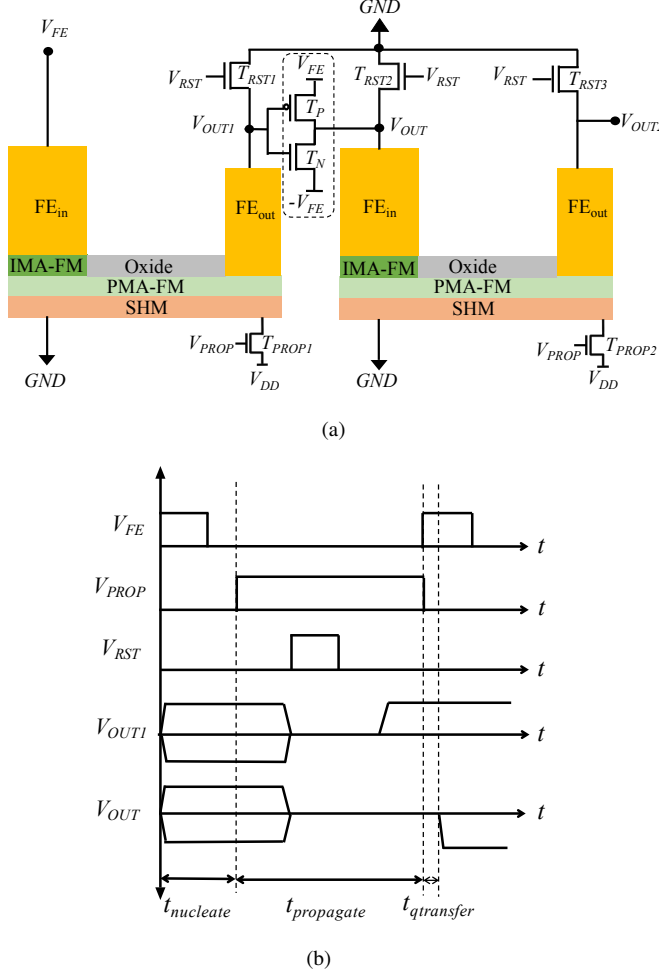 GND
V_FE
V_RST T_RST1 V_FE T_RST2 V_RST V_RST T_RST3
T_P
V_OUT1 V_OUT V_OUT2
T_N
-V_FE
FE_in FE_out FE_in FE_out
IMA-FM Oxide IMA-FM Oxide
PMA-FM PMA-FM
SHM SHM
V_PROP T_PROP1 V_PROP T_PROP2
GND V_DD GND V_DD
(a)
V_FE t
V_PROP t
V_RST t
V_OUT1 t
V_OUT t
t_nucleate t_propagate t_qtransfer
(b)